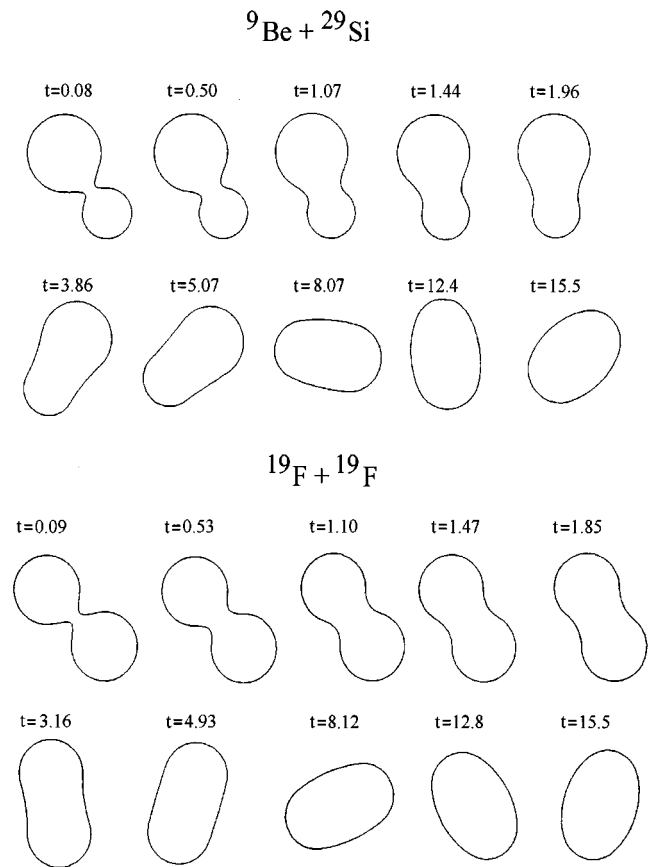 ⁹Be + ²⁹Si
t=0.08 t=0.50 t=1.07 t=1.44 t=1.96
t=3.86 t=5.07 t=8.07 t=12.4 t=15.5
¹⁹F + ¹⁹F
t=0.09 t=0.53 t=1.10 t=1.47 t=1.85
t=3.16 t=4.93 t=8.12 t=12.8 t=15.5